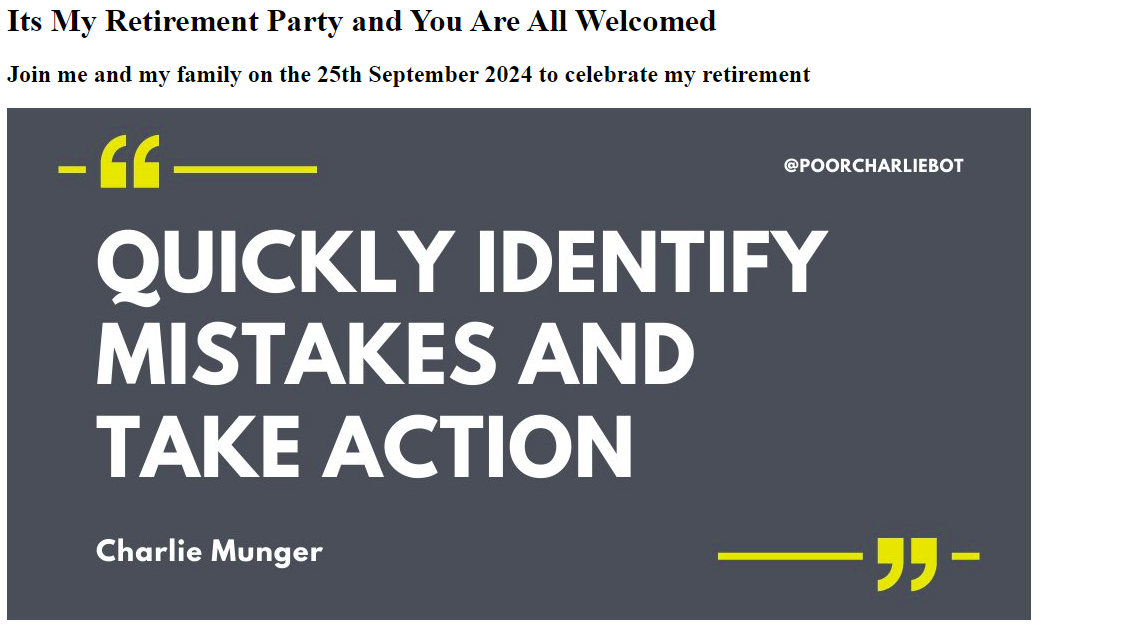 Its My Retirement Party and You Are All Welcomed
Join me and my family on the 25th September 2024 to celebrate my retirement
“
@POORCHARLIEBOT
QUICKLY IDENTIFY
MISTAKES AND
TAKE ACTION
Charlie Munger
”